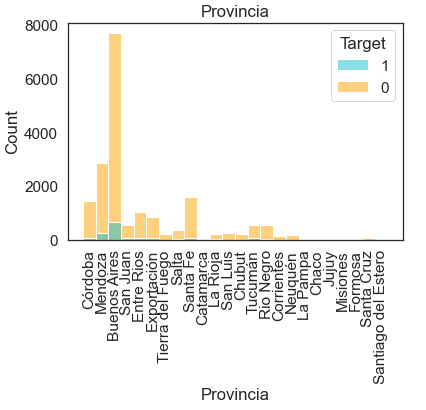 Provincia
8000
6000
4000
2000
0
Count
Target
1
0
Córdoba
Mendoza
Buenos Aires
San Juan
Entre Ríos
Exportación
Tierra del Fuego
Salta
Santa Fe
Catamarca
La Rioja
San Luis
Chubut
Tucumán
Rio Negro
Corrientes
Neuquén
La Pampa
Chaco
Jujuy
Misiones
Formosa
Santa Cruz
Santiago del Estero
Provincia